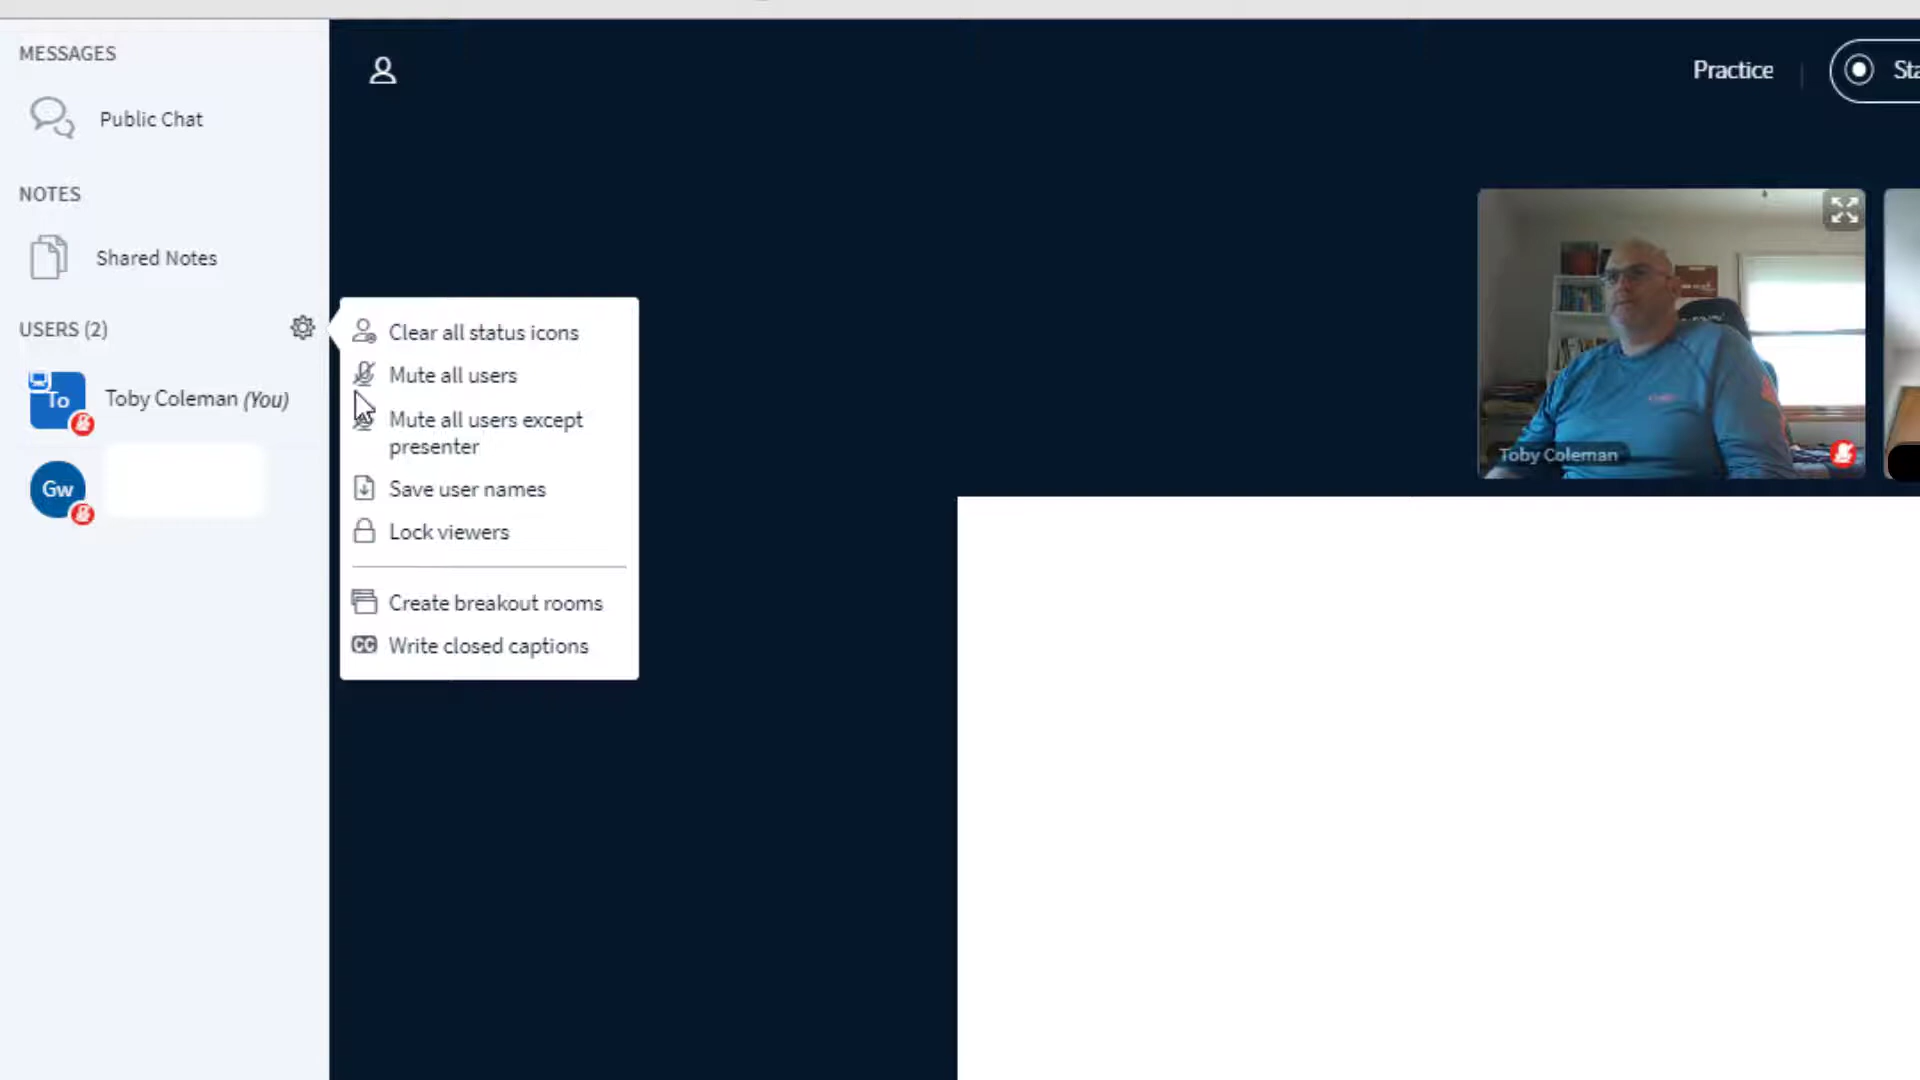 MESSAGES
Public Chat
NOTES
Shared Notes
USERS (2)
To
Toby Coleman (You)
Gw
Clear all status icons
Mute all users
Mute all users except
presenter
Save user names
Lock viewers
Create breakout rooms
CC Write closed captions
Practice
Sta
Toby Coleman